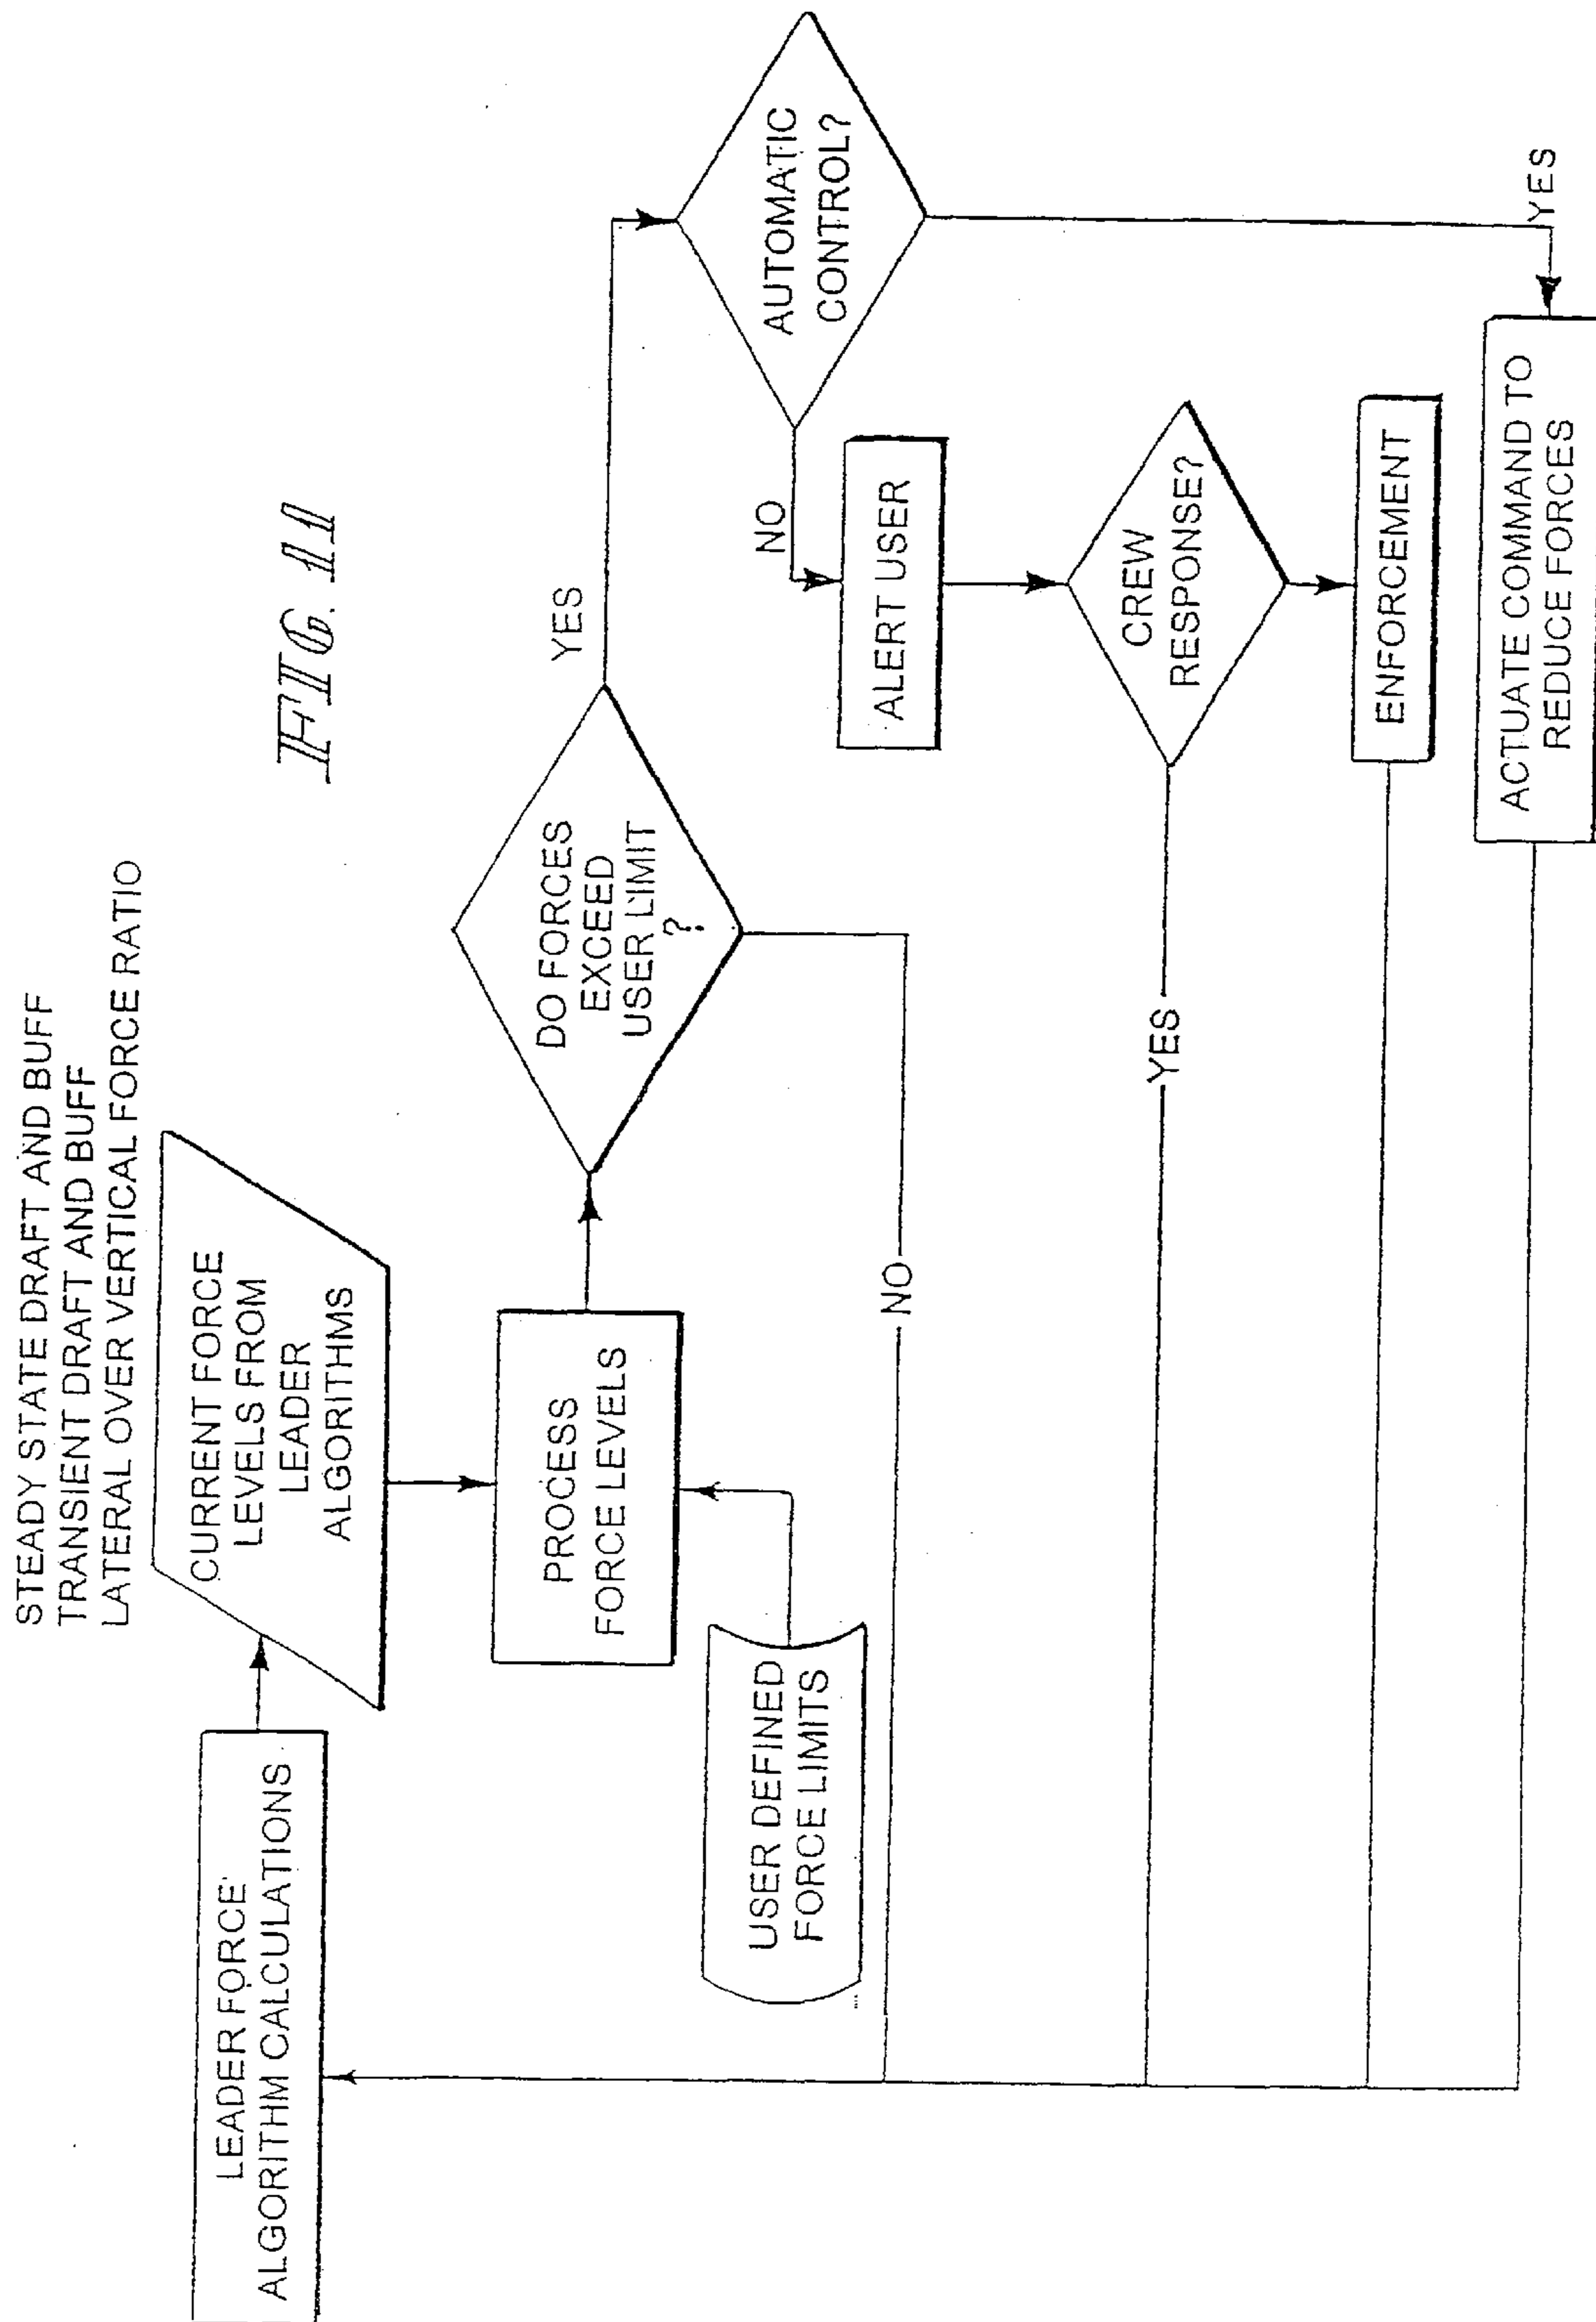 FIG. 11
STEADY STATE DRAFT AND BUFF
TRANSIENT DRAFT AND BUFF
LATERAL OVER VERTICAL FORCE RATIO
LEADER FORCE
ALGORITHM CALCULATIONS
CURRENT FORCE
LEVELS FROM
LEADER
ALGORITHMS
PROCESS
FORCE LEVELS
USER DEFINED
FORCE LIMITS
DO FORCES
EXCEED
USER LIMIT
?
YES
NO
AUTOMATIC
CONTROL?
NO
ALERT USER
CREW
RESPONSE?
YES
ENFORCEMENT
YES
ACTUATE COMMAND TO
REDUCE FORCES